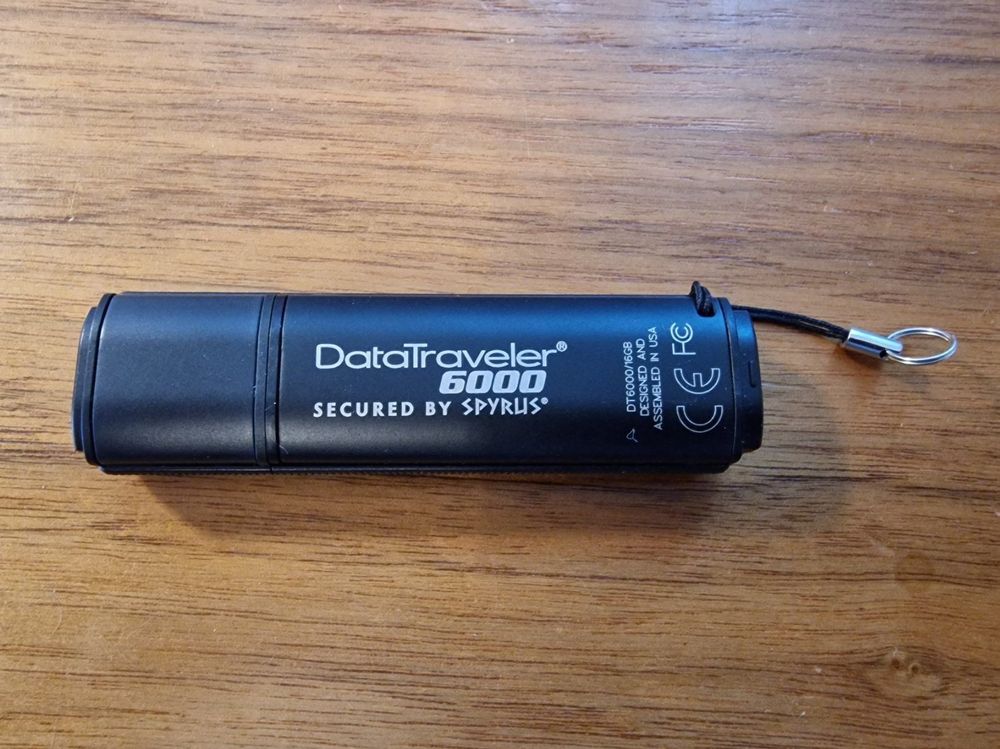 DataTraveler®
6000
SECURED BY SPYRUS®
DT6000/16GB
DESIGNED AND
ASSEMBLED IN USA
CE FC